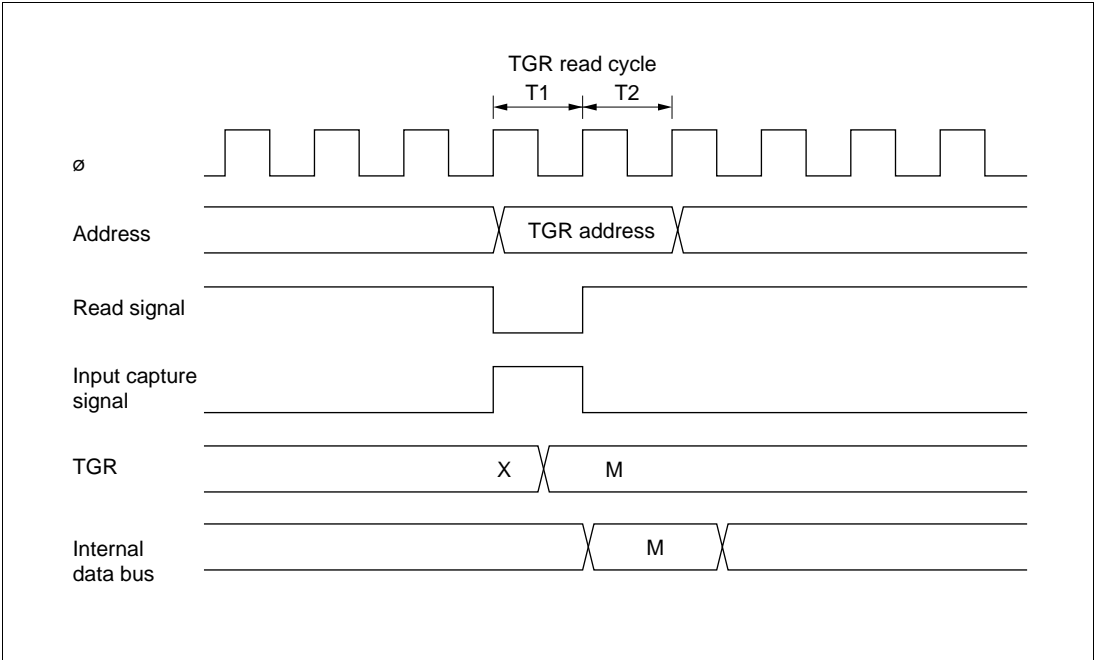 TGR read cycle
T1 T2
ø
Address
TGR address
Read signal
Input capture
signal
TGR
X M
Internal
data bus
M